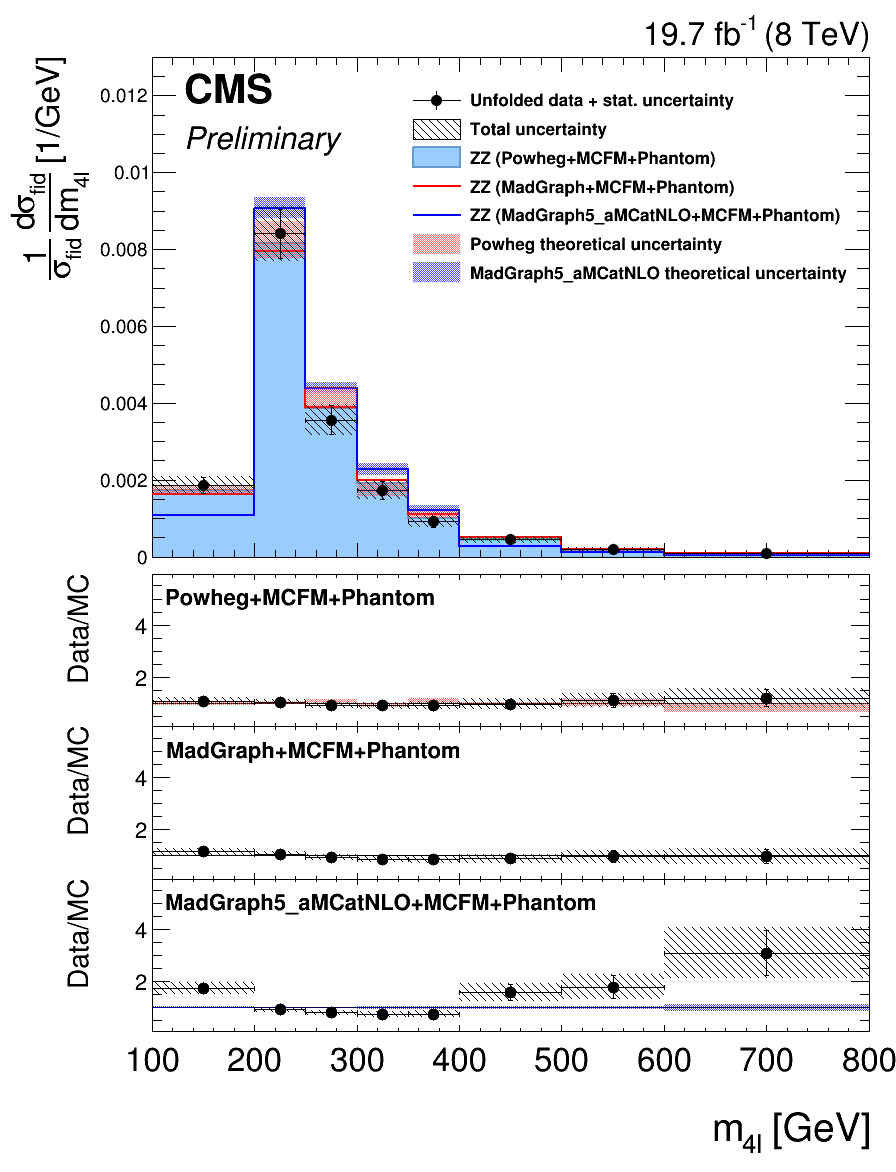 19.7 fb⁻¹ (8 TeV)
CMS
Preliminary
1/σ_fid dσ_fid/dm_4l [1/GeV]
0.012
0.01
0.008
0.006
0.004
0.002
0
Unfolded data + stat. uncertainty
Total uncertainty
ZZ (Powheg+MCFM+Phantom)
ZZ (MadGraph+MCFM+Phantom)
ZZ (MadGraph5_aMCatNLO+MCFM+Phantom)
Powheg theoretical uncertainty
MadGraph5_aMCatNLO theoretical uncertainty
Data/MC
Powheg+MCFM+Phantom
4
2
Data/MC
MadGraph+MCFM+Phantom
4
2
Data/MC
MadGraph5_aMCatNLO+MCFM+Phantom
4
2
100 200 300 400 500 600 700 800
m_4l [GeV]